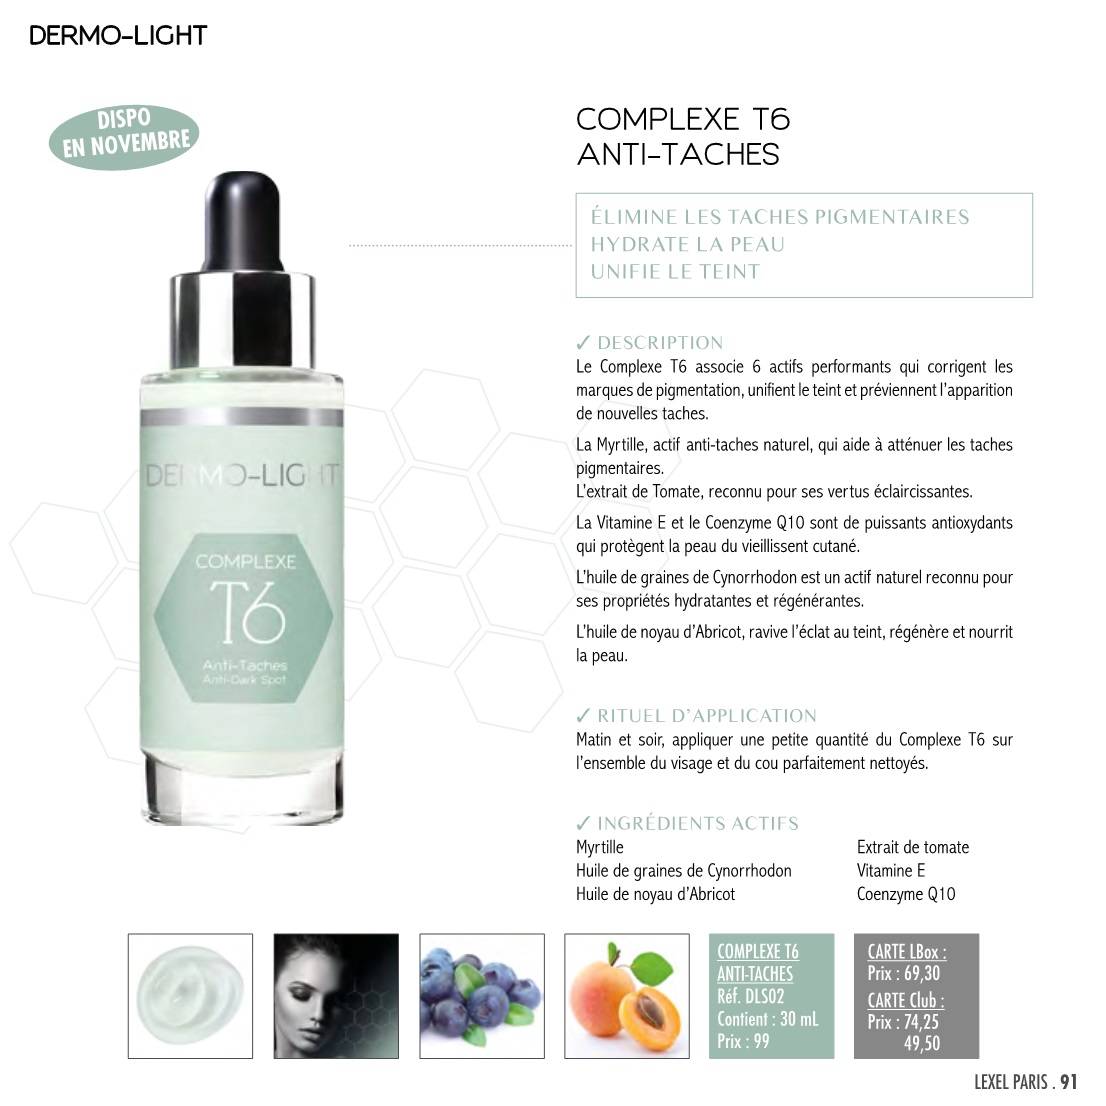 DERMO-LIGHT
DISPO
EN NOVEMBRE
COMPLEXE T6
ANTI-TACHES
ÉLIMINE LES TACHES PIGMENTAIRES
HYDRATE LA PEAU
UNIFIE LE TEINT
DERMO-LIGHT
COMPLEXE
T6
Anti-Taches
Anti-Dark Spot
✓ DESCRIPTION
Le Complexe T6 associe 6 actifs performants qui corrigent les
marques de pigmentation, unifient le teint et préviennent l'apparition
de nouvelles taches.
La Myrtille, actif anti-taches naturel, qui aide à atténuer les taches
pigmentaires.
L'extrait de Tomate, reconnu pour ses vertus éclaircissantes.
La Vitamine E et le Coenzyme Q10 sont de puissants antioxydants
qui protègent la peau du vieillissent cutané.
L'huile de graines de Cynorrhodon est un actif naturel reconnu pour
ses propriétés hydratantes et régénérantes.
L'huile de noyau d'Abricot, ravive l'éclat au teint, régénère et nourrit
la peau.
✓ RITUEL D'APPLICATION
Matin et soir, appliquer une petite quantité du Complexe T6 sur
l'ensemble du visage et du cou parfaitement nettoyés.
✓ INGRÉDIENTS ACTIFS
Myrtille
Huile de graines de Cynorrhodon
Huile de noyau d'Abricot
Extrait de tomate
Vitamine E
Coenzyme Q10
COMPLEXE T6
ANTI-TACHES
Réf. DLS02
Contient : 30 mL
Prix : 99
CARTE LBox :
Prix : 69,30
CARTE Club :
Prix : 74,25
49,50
LEXEL PARIS . 91